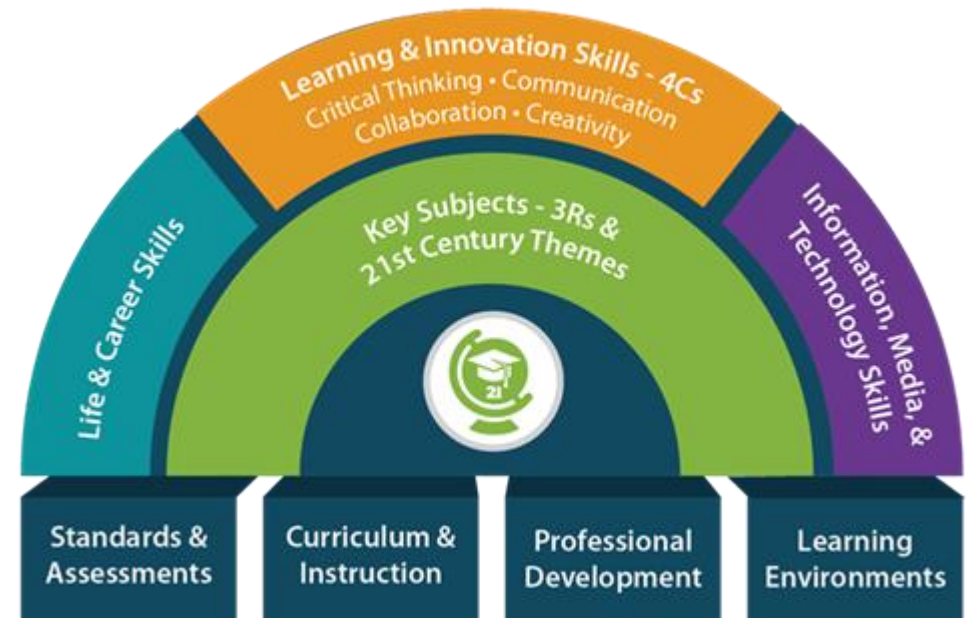 Learning & Innovation Skills - 4Cs
Critical Thinking • Communication
Collaboration • Creativity
Life & Career Skills
Key Subjects - 3Rs &
21st Century Themes
Information, Media, &
Technology Skills
21
Standards &
Assessments
Curriculum &
Instruction
Professional
Development
Learning
Environments